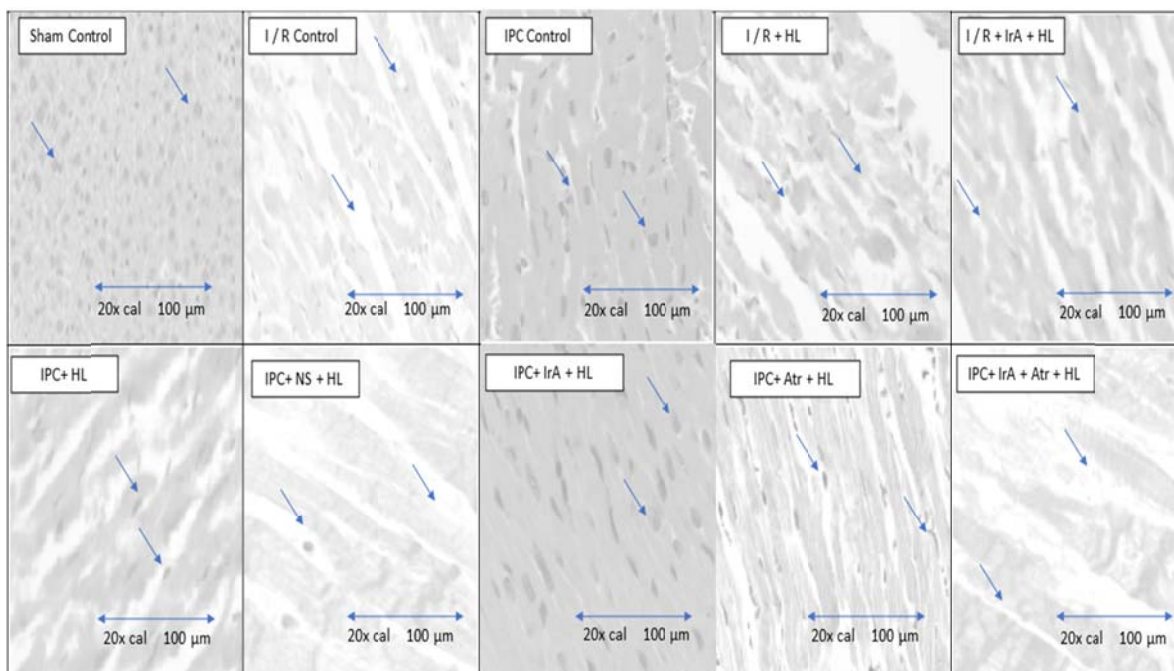 Sham Control
I / R Control
IPC Control
I / R + HL
I / R + IrA + HL
20x cal 100 µm
20x cal 100 µm
20x cal 100 µm
20x cal 100 µm
20x cal 100 µm
IPC+ HL
IPC+ NS + HL
IPC+ IrA + HL
IPC+ Atr + HL
IPC+ IrA + Atr + HL
20x cal 100 µm
20x cal 100 µm
20x cal 100 µm
20x cal 100 µm
20x cal 100 µm